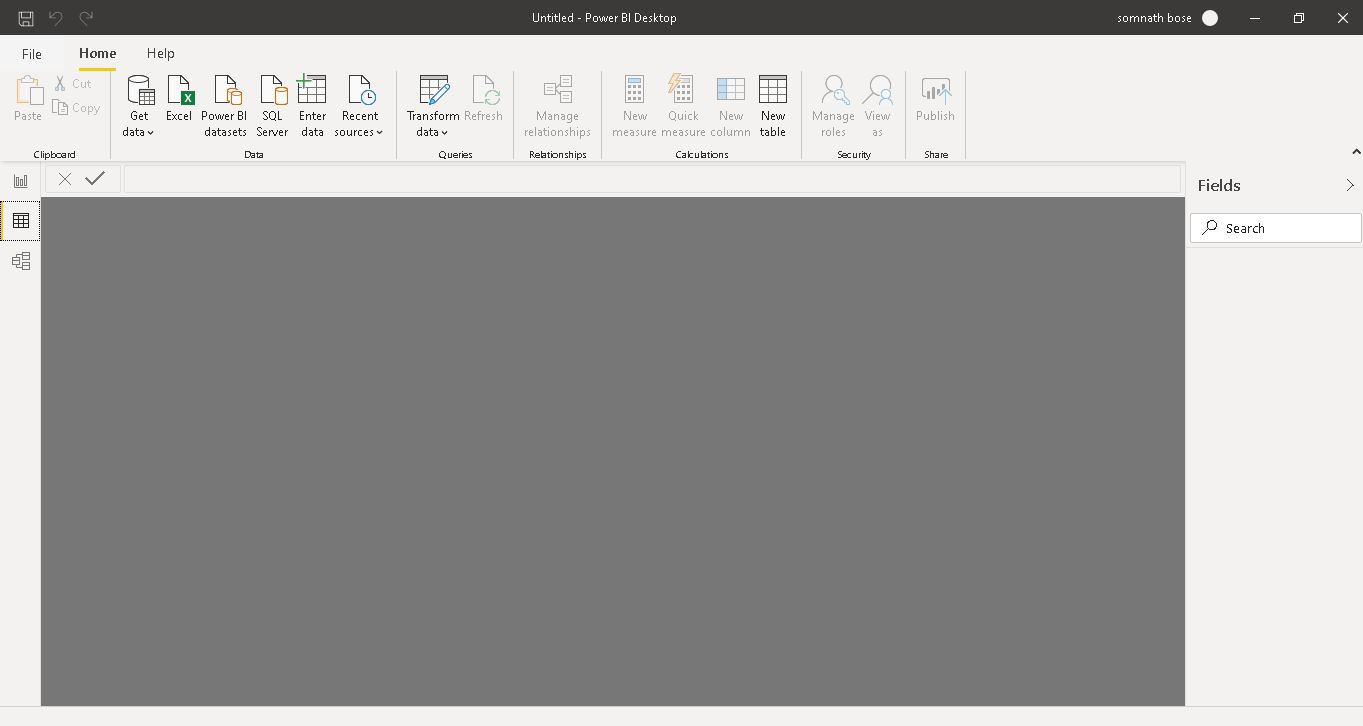 Untitled - Power BI Desktop
somnath bose
File Home Help
Paste
Cut
Copy
Clipboard
Get data
Excel
Power BI datasets
SQL Server
Enter data
Recent sources
Data
Transform data
Refresh
Queries
Manage relationships
Relationships
New measure
Quick measure
New column
New table
Calculations
Manage roles
View as
Security
Publish
Share
Fields
Search